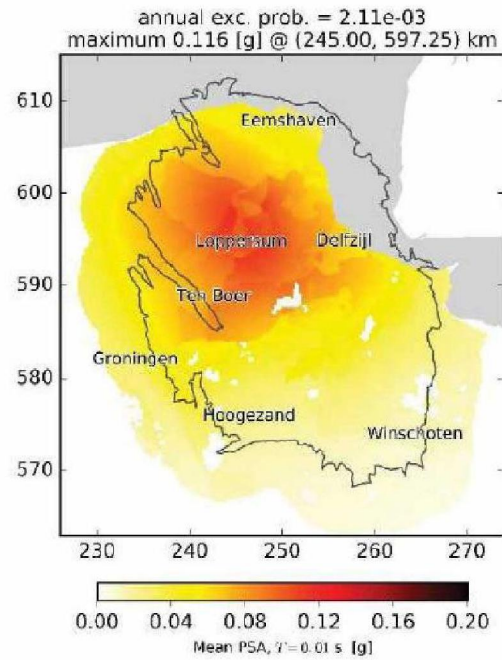 annual exc. prob. = 2.11e-03
maximum 0.116 [g] @ (245.00, 597.25) km
610
Eemshaven
600
Loppersum Delfzijl
590
Ten Boer
Groningen
580
Hoogezand
Winschoten
570
230 240 250 260 270
0.00 0.04 0.08 0.12 0.16 0.20
Mean PSA, T = 0.01 s [g]